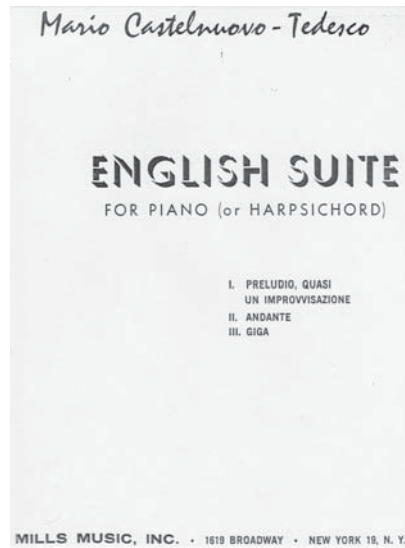 Mario Castelnuovo-Tedesco
ENGLISH SUITE
FOR PIANO (or HARPSICHORD)
I. PRELUDIO, QUASI
UN IMPROVVISAZIONE
II. ANDANTE
III. GIGA
MILLS MUSIC, INC. • 1619 BROADWAY • NEW YORK 19, N. Y.